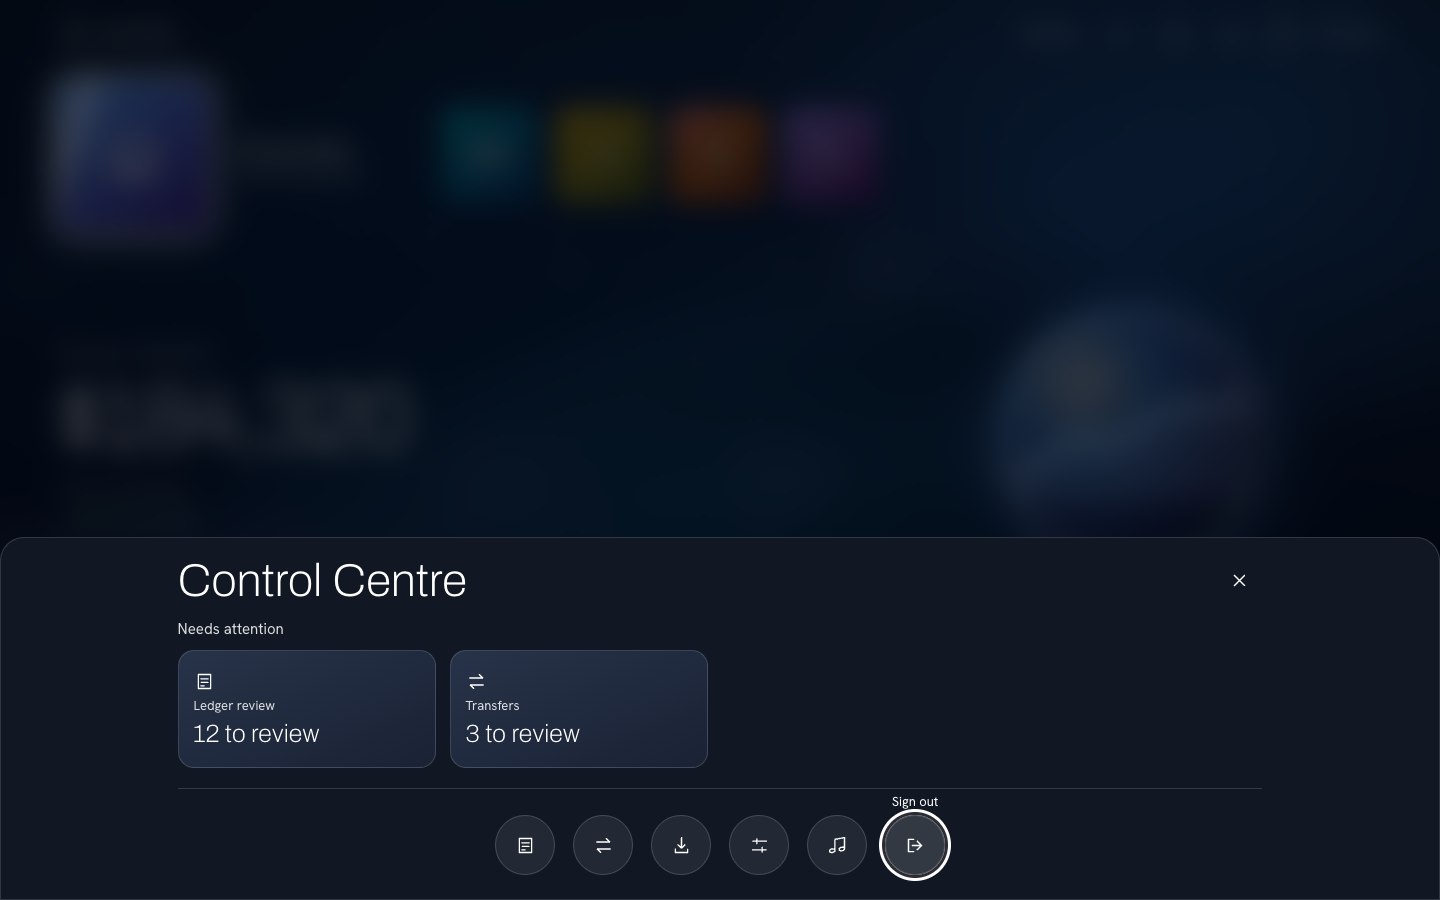 Control Centre
Needs attention
Ledger review
12 to review
Transfers
3 to review
Sign out